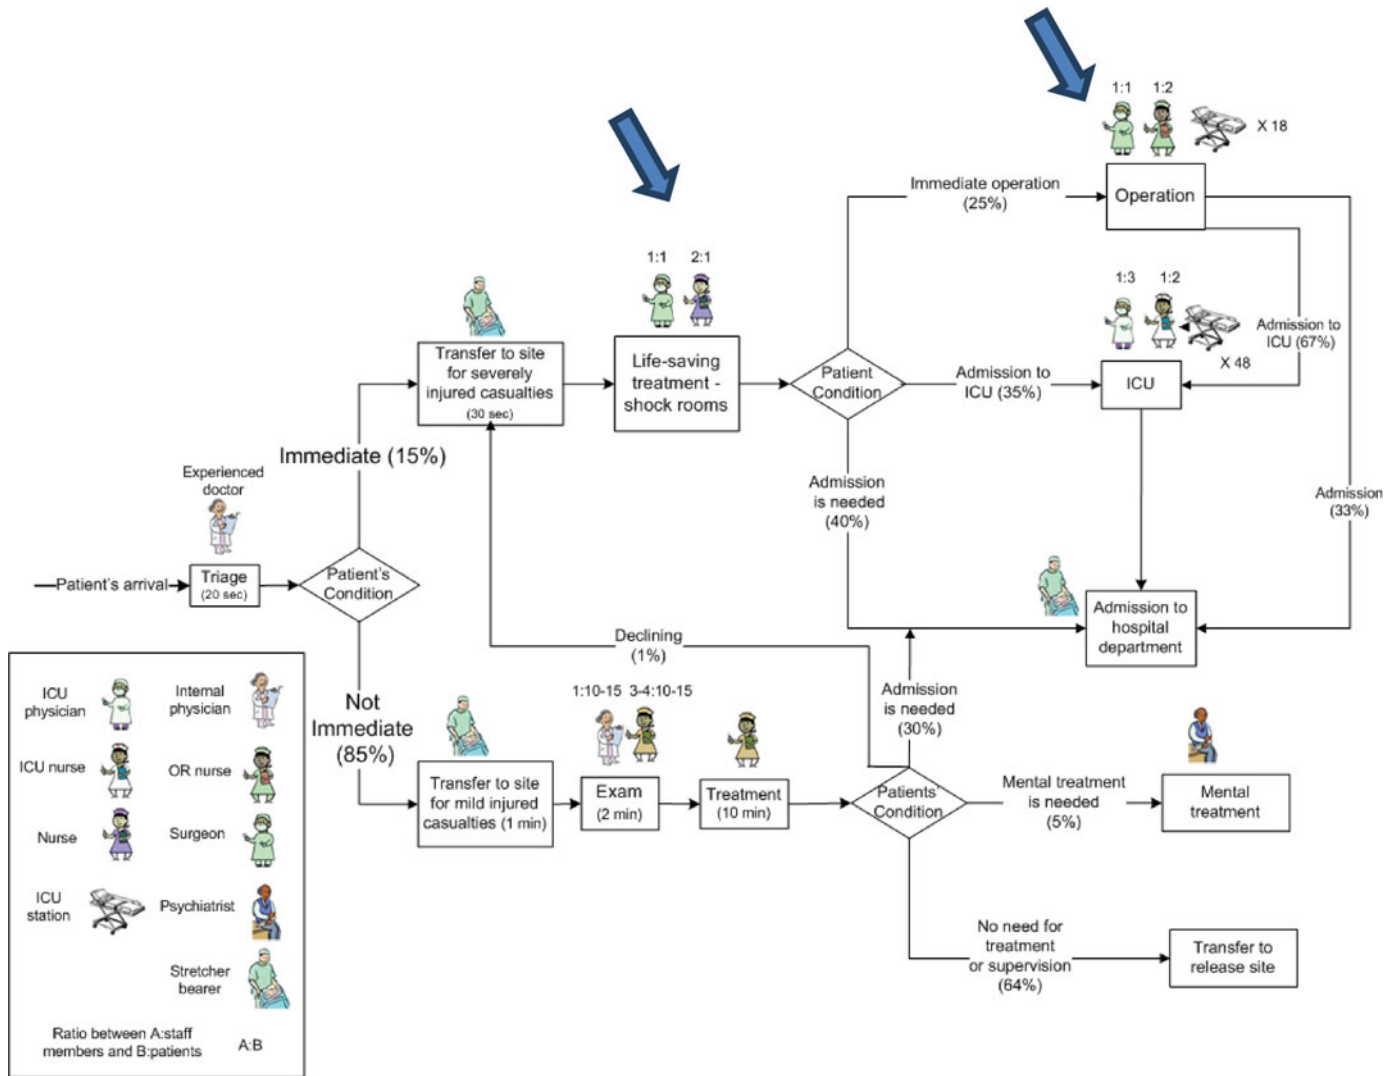 1:1
1:2
X 18
Immediate operation
(25%)
Operation
1:1
2:1
1:3
1:2
Admission to
ICU (67%)
X 48
Transfer to site
for severely
injured casualties
(30 sec)
Life-saving
treatment -
shock rooms
Patient
Condition
Admission to
ICU (35%)
ICU
Immediate (15%)
Experienced
doctor
Admission
is needed
(40%)
Admission
(33%)
Patient's arrival
Triage
(20 sec)
Patient's
Condition
Admission to
hospital
department
Declining
(1%)
Not
Immediate
(85%)
1:10-15
3-4:10-15
Admission
is needed
(30%)
Transfer to site
for mild injured
casualties (1 min)
Exam
(2 min)
Treatment
(10 min)
Patients'
Condition
Mental treatment
is needed
(5%)
Mental
treatment
No need for
treatment
or supervision
(64%)
Transfer to
release site
ICU
physician
Internal
physician
ICU nurse
OR nurse
Nurse
Surgeon
ICU
station
Psychiatrist
Stretcher
bearer
Ratio between A:staff
members and B:patients
A:B